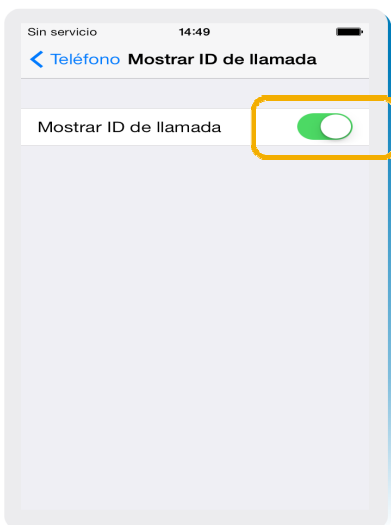 Sin servicio 14:49
Teléfono Mostrar ID de llamada
Mostrar ID de llamada